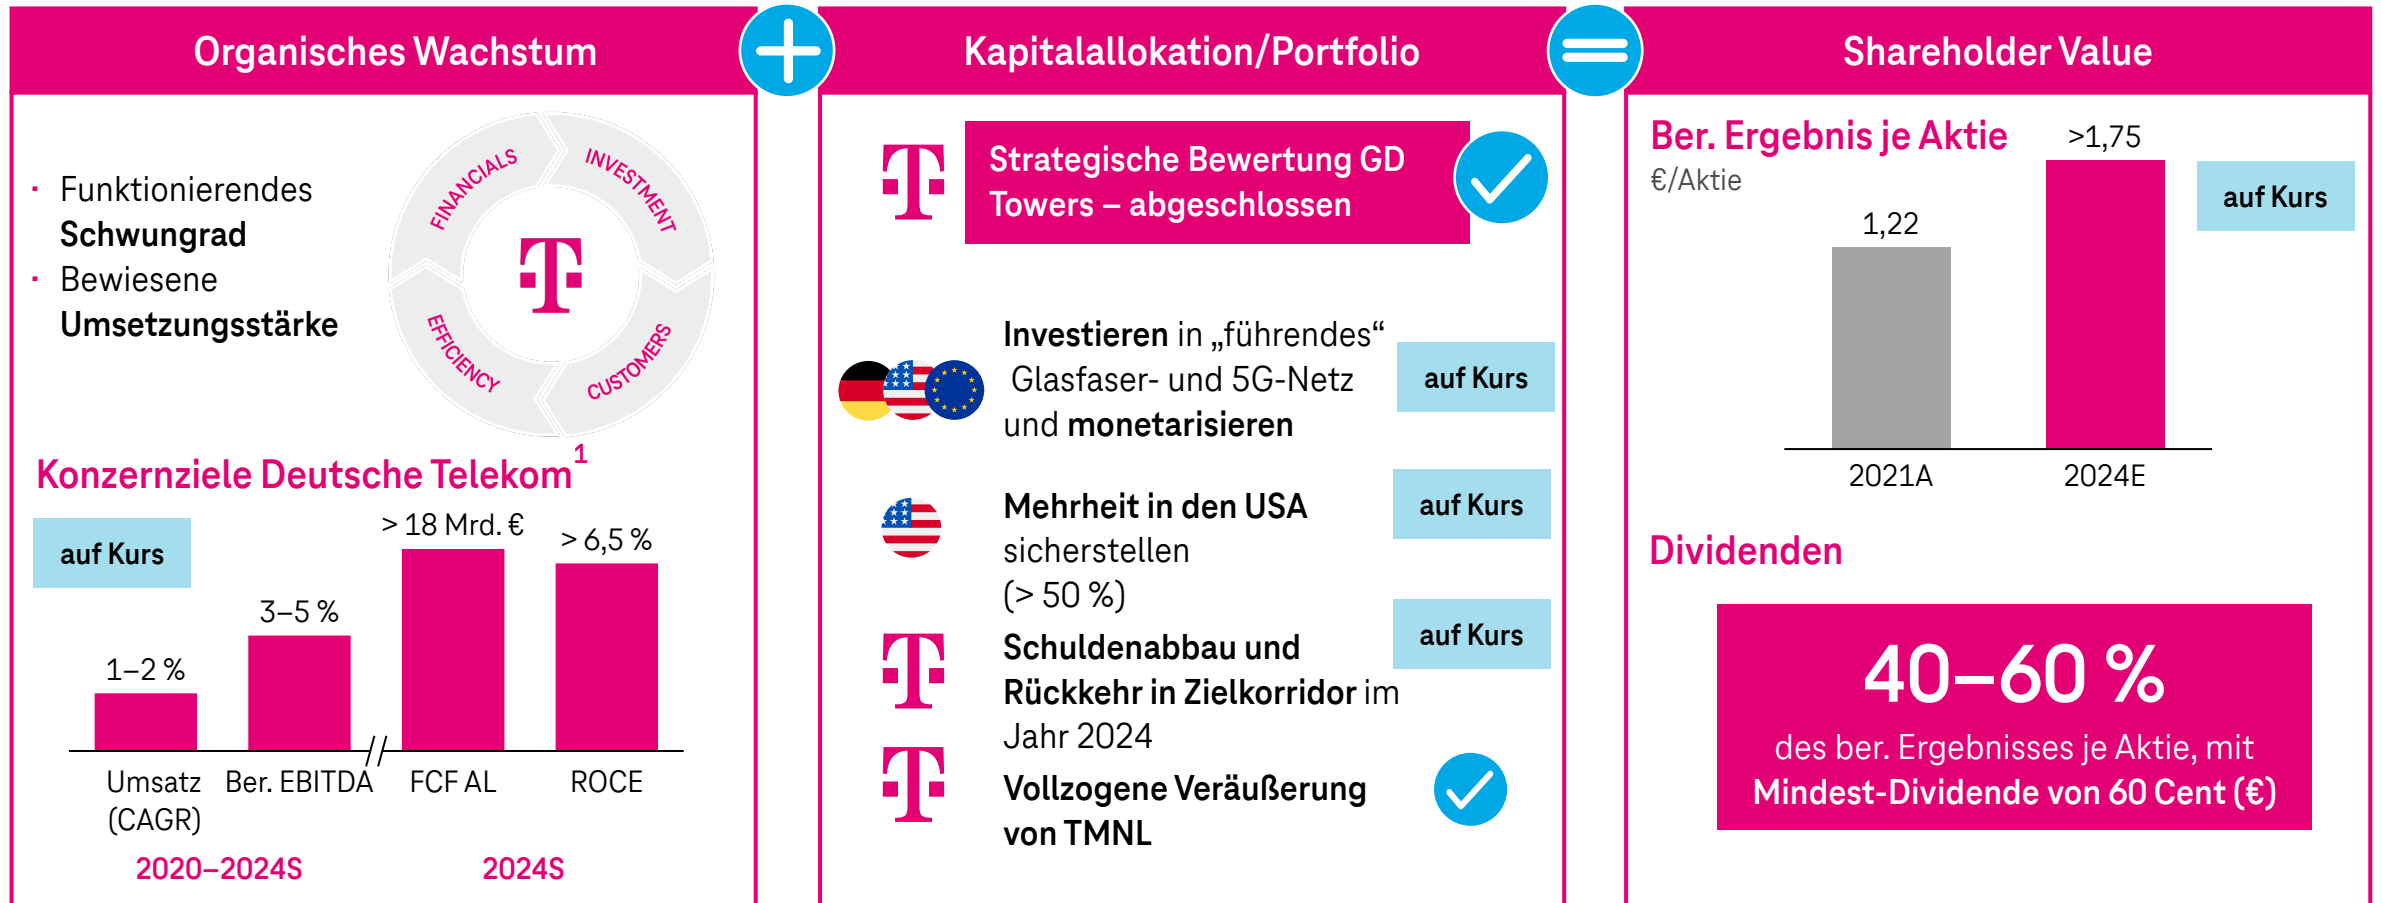 Organisches Wachstum
· Funktionierendes
Schwungrad
· Bewiesene
Umsetzungsstärke
FINANCIALS
INVESTMENT
EFFICIENCY
CUSTOMERS
T
Konzernziele Deutsche Telekom¹
auf Kurs
1–2 %
3–5 %
> 18 Mrd. €
> 6,5 %
Umsatz
(CAGR)
Ber. EBITDA
FCF AL
ROCE
2020–2024S
2024S
Kapitalallokation/Portfolio
T
Strategische Bewertung GD
Towers – abgeschlossen
Investieren in „führendes“
Glasfaser- und 5G-Netz
und monetarisieren
auf Kurs
Mehrheit in den USA
sicherstellen
(> 50 %)
auf Kurs
T
Schuldenabbau und
Rückkehr in Zielkorridor im
Jahr 2024
auf Kurs
T
Vollzogene Veräußerung
von TMNL
Shareholder Value
Ber. Ergebnis je Aktie
€/Aktie
1,22
>1,75
auf Kurs
2021A
2024E
Dividenden
40–60 %
des ber. Ergebnisses je Aktie, mit
Mindest-Dividende von 60 Cent (€)